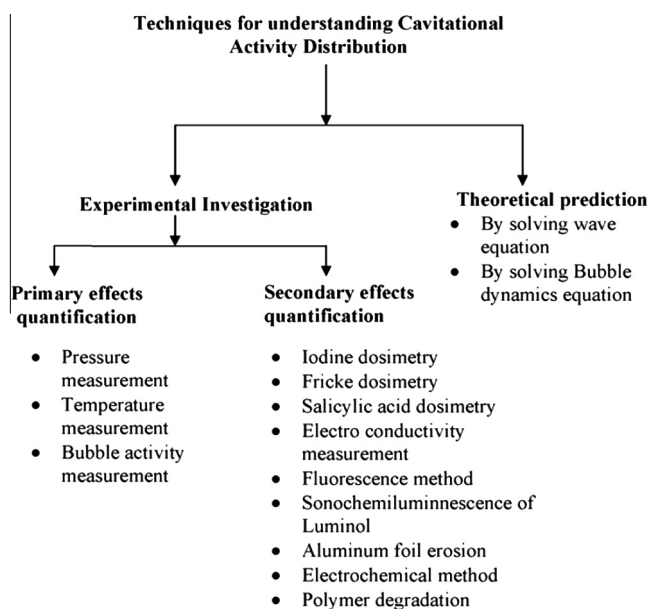 Techniques for understanding Cavitational
Activity Distribution
Experimental Investigation
Theoretical prediction
• By solving wave
equation
• By solving Bubble
dynamics equation
Primary effects
quantification
• Pressure
measurement
• Temperature
measurement
• Bubble activity
measurement
Secondary effects
quantification
• Iodine dosimetry
• Fricke dosimetry
• Salicylic acid dosimetry
• Electro conductivity
measurement
• Fluorescence method
• Sonochemiluminnescence of
Luminol
• Aluminum foil erosion
• Electrochemical method
• Polymer degradation